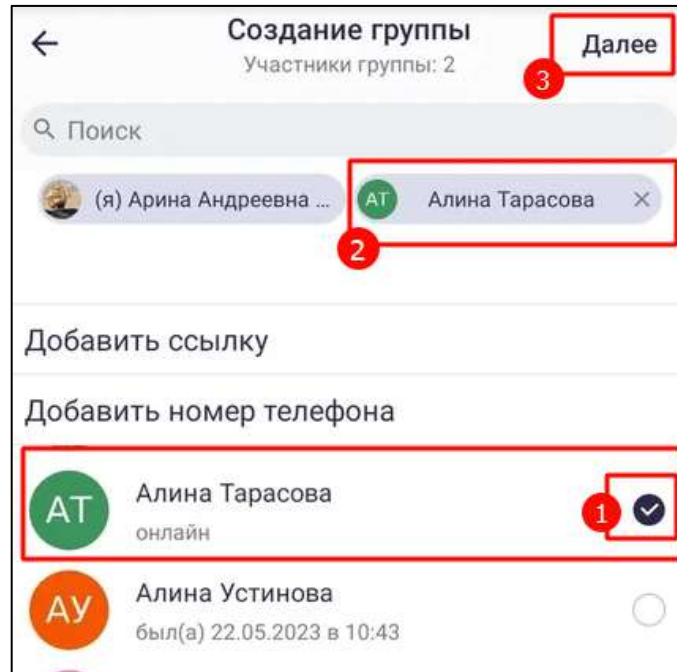 Создание группы
Далее
Участники группы: 2
3
Поиск
(я) Арина Андреевна ...
АТ Алина Тарасова
2
Добавить ссылку
Добавить номер телефона
АТ
Алина Тарасова
онлайн
1
АУ
Алина Устинова
был(а) 22.05.2023 в 10:43